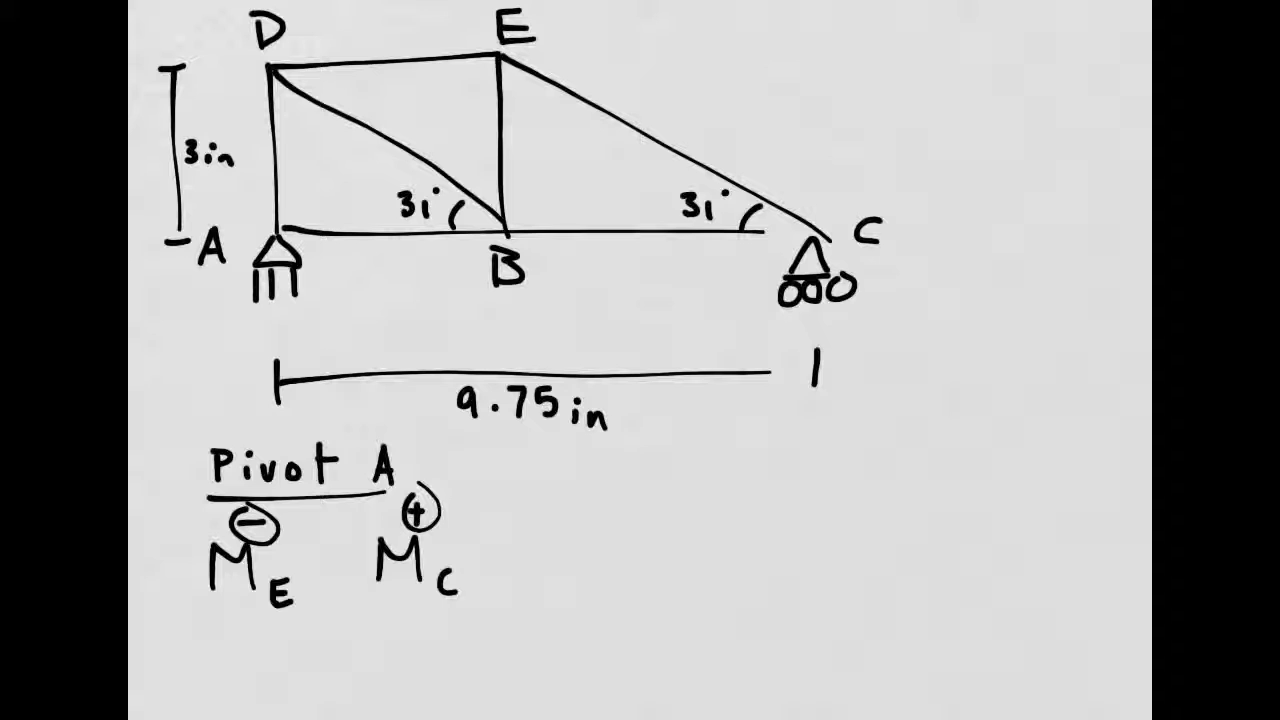 D E
3in
31° 31°
A B C
9.75in
Pivot A
⊖ ⊕
M_E M_C